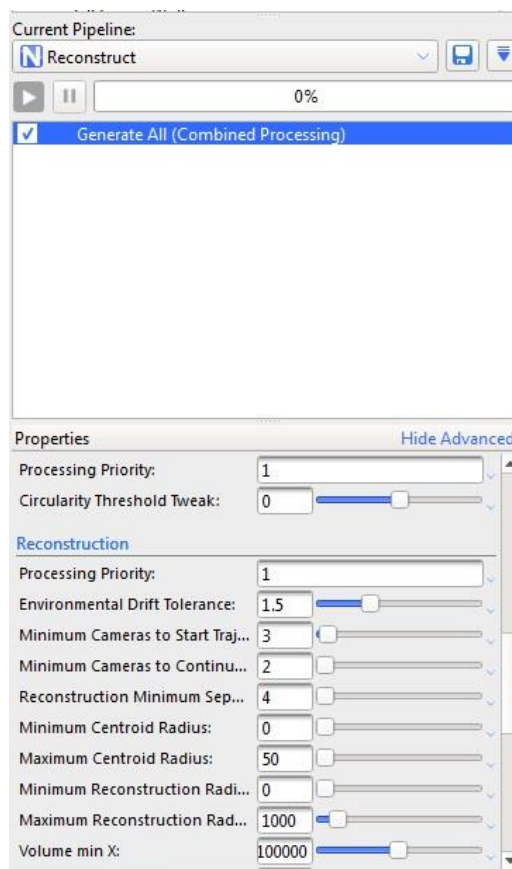 Current Pipeline:
Reconstruct
0%
Generate All (Combined Processing)
Properties Hide Advanced
Processing Priority: 1
Circularity Threshold Tweak: 0
Reconstruction
Processing Priority: 1
Environmental Drift Tolerance: 1.5
Minimum Cameras to Start Traj... 3
Minimum Cameras to Continu... 2
Reconstruction Minimum Sep... 4
Minimum Centroid Radius: 0
Maximum Centroid Radius: 50
Minimum Reconstruction Radi... 0
Maximum Reconstruction Rad... 1000
Volume min X: 100000